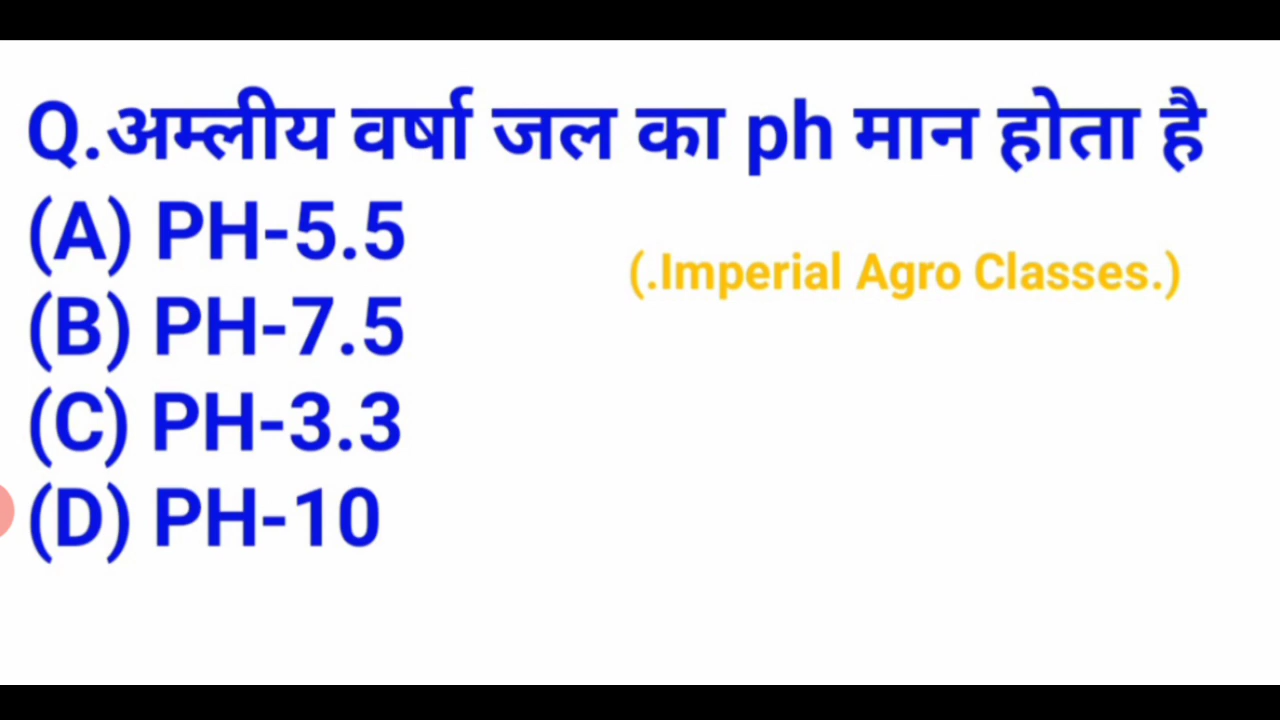 Q.अम्लीय वर्षा जल का ph मान होता है
(A) PH-5.5
(.Imperial Agro Classes.)
(B) PH-7.5
(C) PH-3.3
(D) PH-10